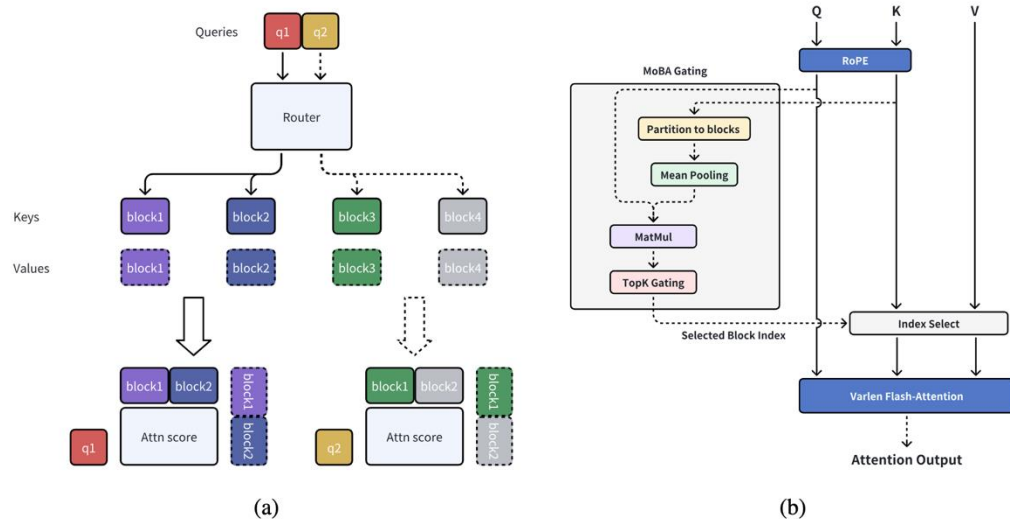 Queries
q1 q2
Router
Keys
block1 block2 block3 block4
Values
block1 block2 block3 block4
block1 block2
block1
block2
q1
Attn score
block1 block2
block1
block2
q2
Attn score
(a)
Q K V
RoPE
MoBA Gating
Partition to blocks
Mean Pooling
MatMul
TopK Gating
Selected Block Index
Index Select
Varlen Flash-Attention
Attention Output
(b)